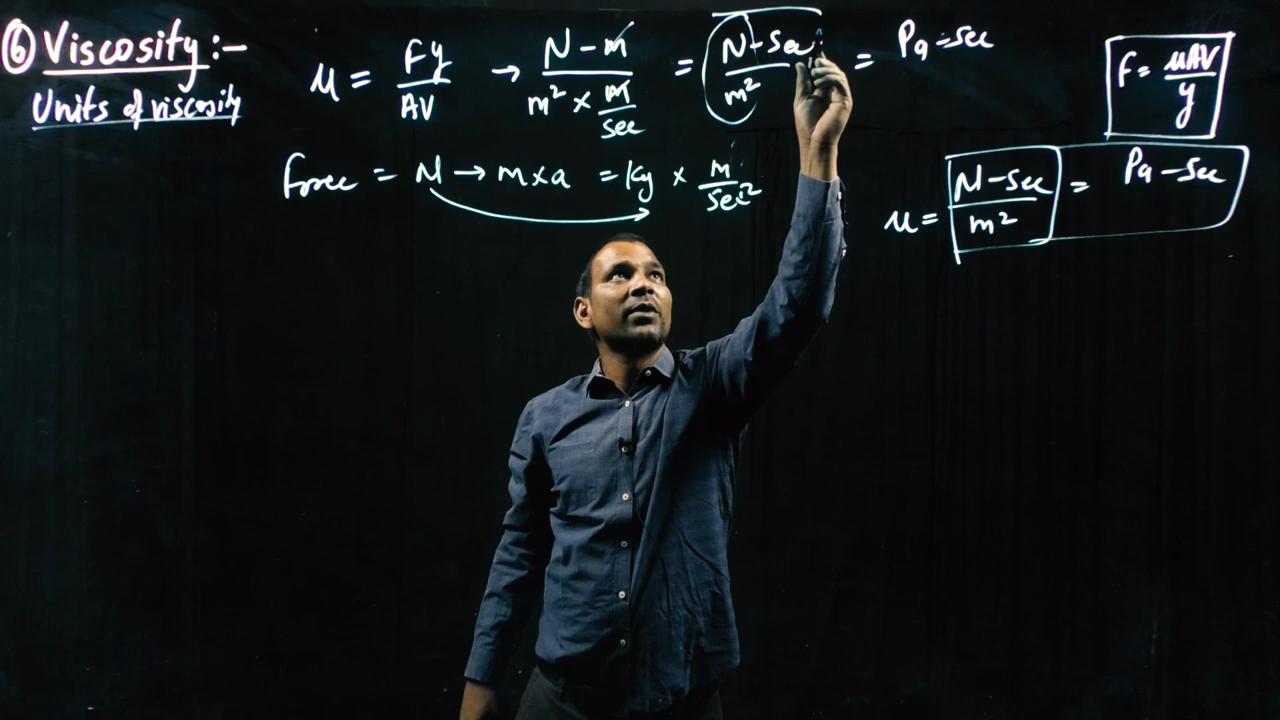 ⑥ Viscosity :-
Units of viscosity
μ = Fy / AV → N-m / m² × m/sec = N-sec / m² = Pa-sec
F = μAV / y
Force = N → m×a = kg × m / sec²
μ = N-sec / m² = Pa-sec